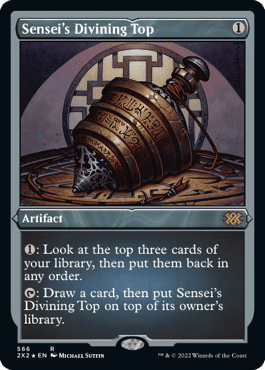 Sensei's Divining Top 1
Artifact
1: Look at the top three cards of
your library, then put them back in
any order.
: Draw a card, then put Sensei's
Divining Top on top of its owner's
library.
566 R
2X2 ★ EN MICHAEL SUTFIN
™ & © 2022 Wizards of the Coast